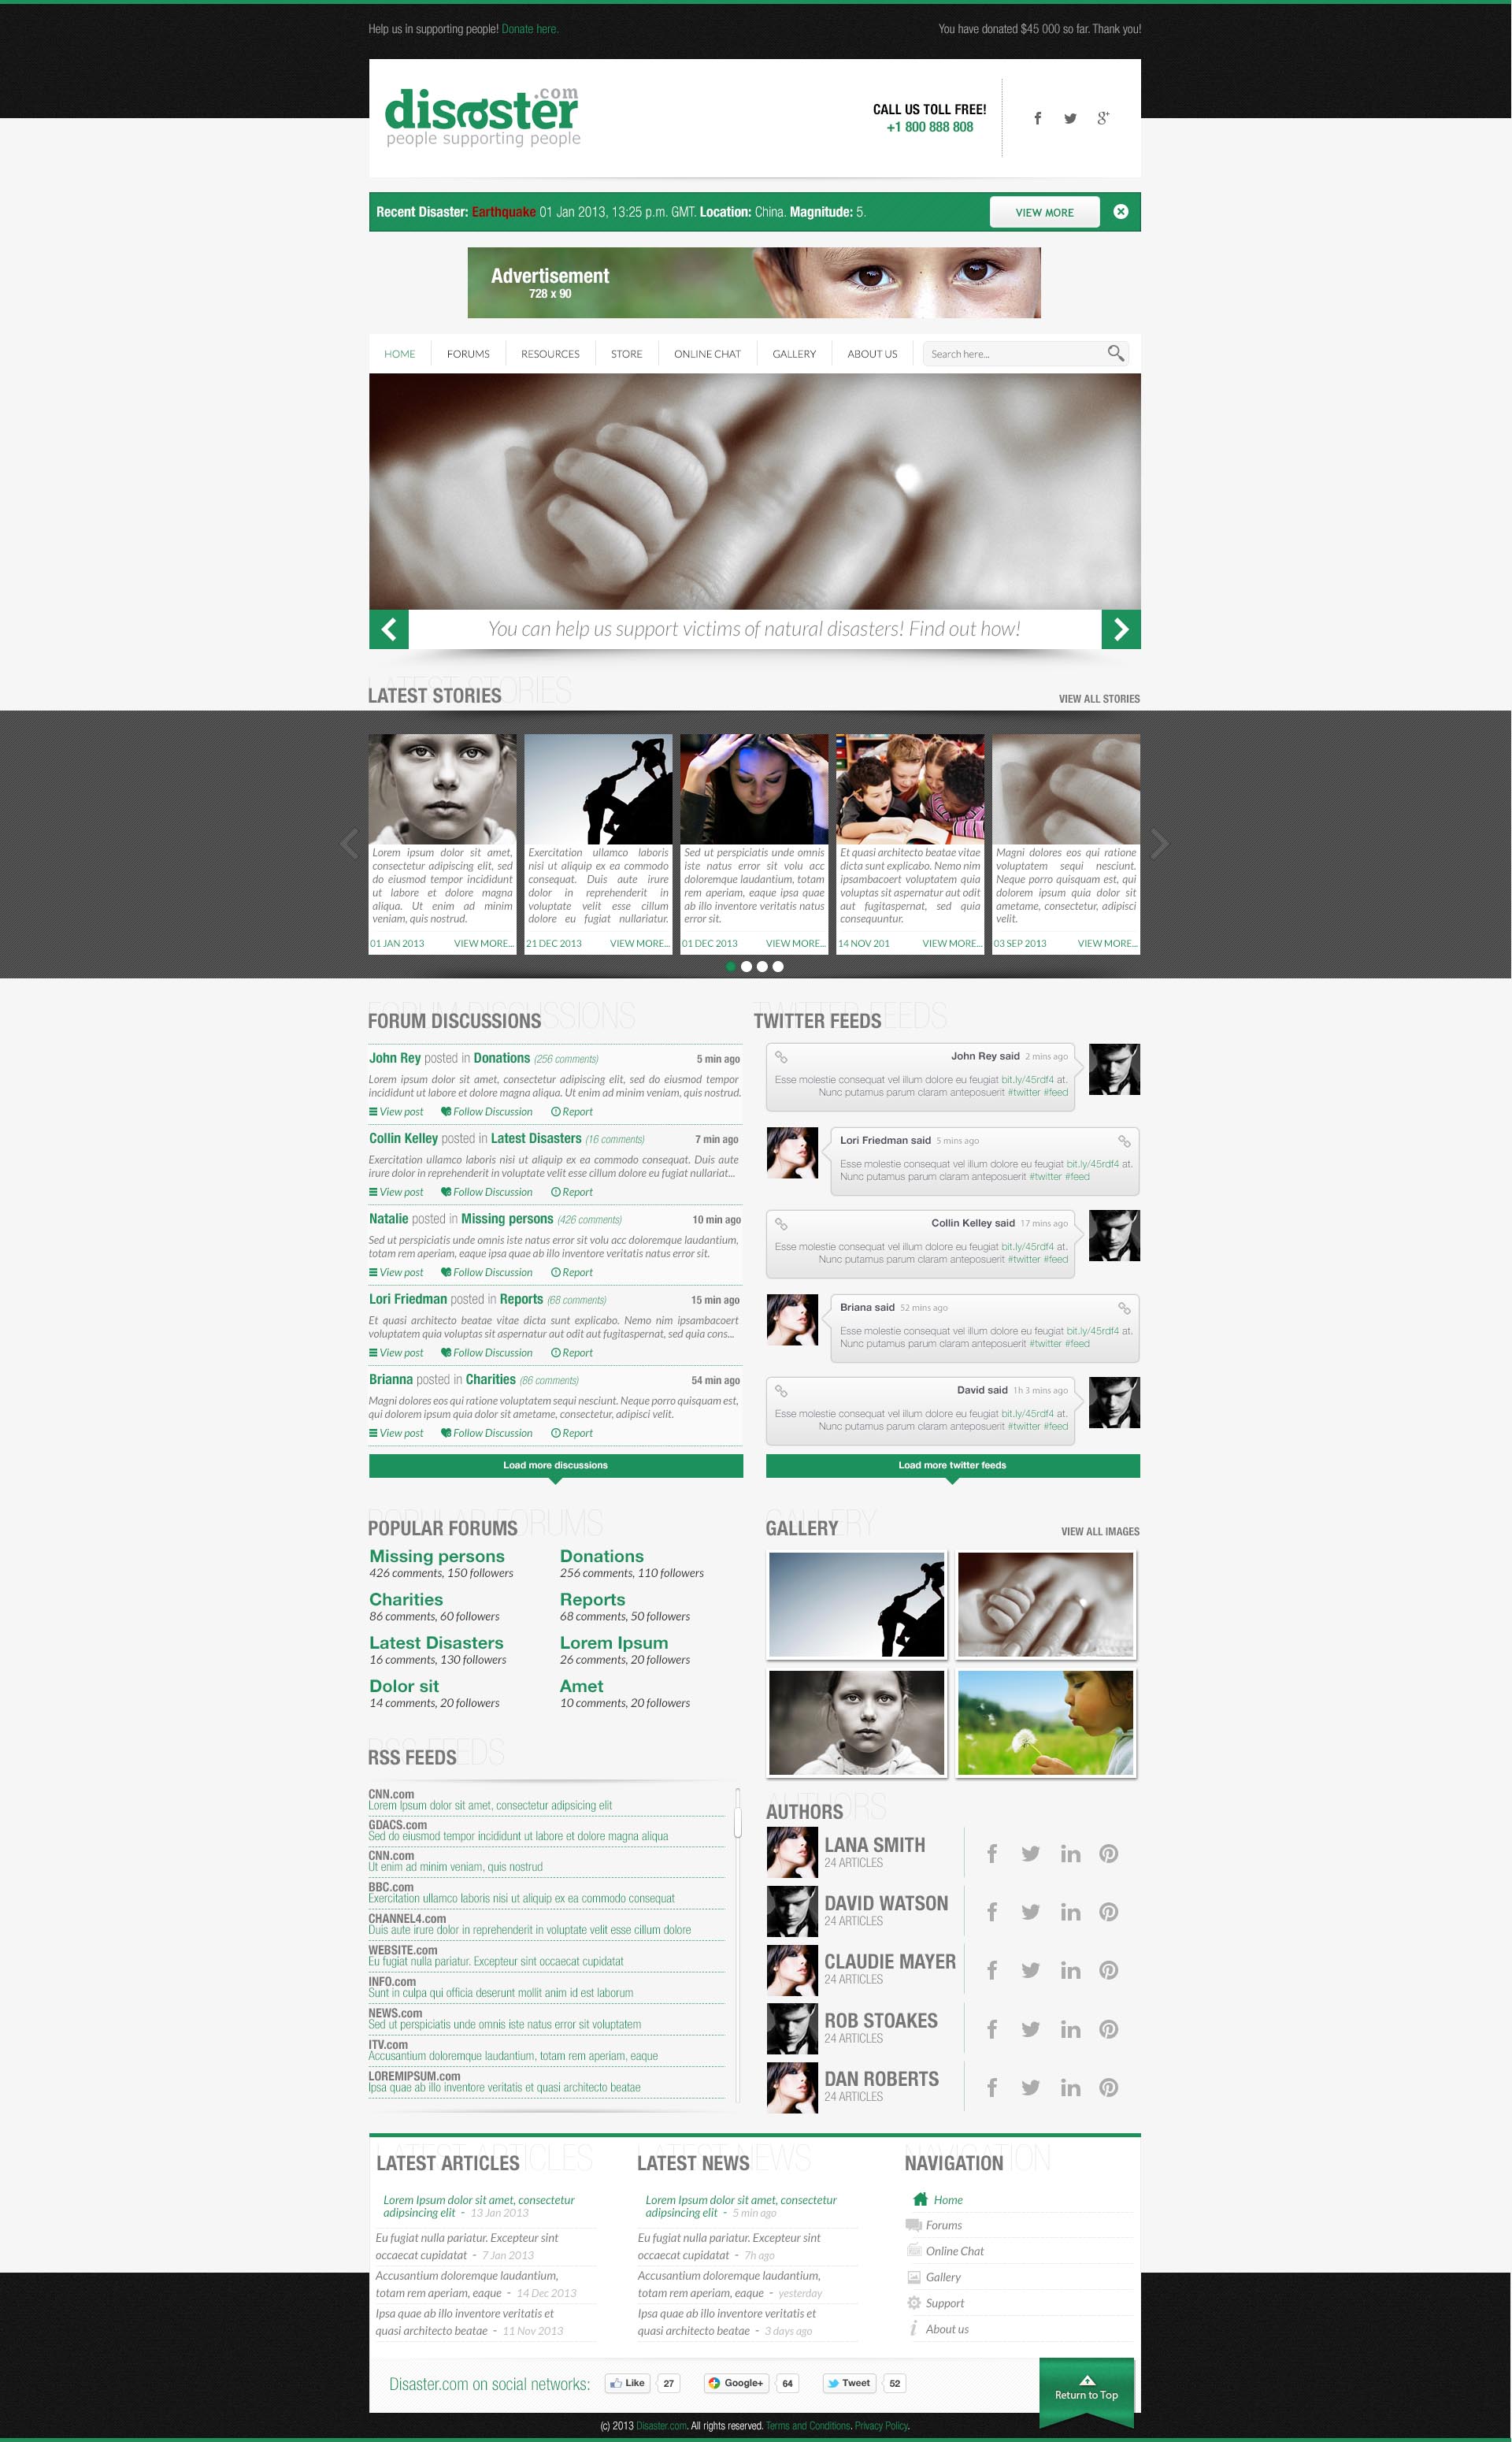 Help us in supporting people! Donate here.
You have donated $45 000 so far. Thank you!
disaster.com
people supporting people
CALL US TOLL FREE!
+1 800 888 808
Recent Disaster: Earthquake 01 Jan 2013, 13:25 p.m. GMT. Location: China. Magnitude: 5.
VIEW MORE
Advertisement
728 x 90
HOME
FORUMS
RESOURCES
STORE
ONLINE CHAT
GALLERY
ABOUT US
Search here...
You can help us support victims of natural disasters! Find out how!
LATEST STORIES
VIEW ALL STORIES
Lorem ipsum dolor sit amet,
consectetur adipiscing elit, sed
do eiusmod tempor incididunt
ut labore et dolore magna
aliqua. Ut enim ad minim
veniam, quis nostrud.
01 JAN 2013 VIEW MORE...
Exercitation ullamco laboris
nisi ut aliquip ex ea commodo
consequat. Duis aute irure
dolor in reprehenderit in
voluptate velit esse cillum
dolore eu fugiat nullariatur.
21 DEC 2013 VIEW MORE...
Sed ut perspiciatis unde omnis
iste natus error sit volu acc
doloremque laudantium, totam
rem aperiam, eaque ipsa quae
ab illo inventore veritatis natus
error sit.
01 DEC 2013 VIEW MORE...
Et quasi architecto beatae vitae
dicta sunt explicabo. Nemo nim
ipsambacoert voluptatem quia
voluptas sit aspernatur aut odit
aut fugitaspernat, sed quia
consequuntur.
14 NOV 201 VIEW MORE...
Magni dolores eos qui ratione
voluptatem sequi nesciunt.
Neque porro quisquam est, qui
dolorem ipsum quia dolor sit
ametame, consectetur, adipisci
velit.
03 SEP 2013 VIEW MORE...
FORUM DISCUSSIONS
John Rey posted in Donations (256 comments) 5 min ago
Lorem ipsum dolor sit amet, consectetur adipiscing elit, sed do eiusmod tempor
incididunt ut labore et dolore magna aliqua. Ut enim ad minim veniam, quis nostrud.
View post Follow Discussion Report
Collin Kelley posted in Latest Disasters (16 comments) 7 min ago
Exercitation ullamco laboris nisi ut aliquip ex ea commodo consequat. Duis aute
irure dolor in reprehenderit in voluptate velit esse cillum dolore eu fugiat nullariat...
View post Follow Discussion Report
Natalie posted in Missing persons (426 comments) 10 min ago
Sed ut perspiciatis unde omnis iste natus error sit volu acc doloremque laudantium,
totam rem aperiam, eaque ipsa quae ab illo inventore veritatis natus error sit.
View post Follow Discussion Report
Lori Friedman posted in Reports (68 comments) 15 min ago
Et quasi architecto beatae vitae dicta sunt explicabo. Nemo nim ipsambacoert
voluptatem quia voluptas sit aspernatur aut odit aut fugitaspernat, sed quia cons...
View post Follow Discussion Report
Brianna posted in Charities (86 comments) 54 min ago
Magni dolores eos qui ratione voluptatem sequi nesciunt. Neque porro quisquam est,
qui dolorem ipsum quia dolor sit ametame, consectetur, adipisci velit.
View post Follow Discussion Report
Load more discussions
TWITTER FEEDS
John Rey said 2 mins ago
Esse molestie consequat vel illum dolore eu feugiat bit.ly/45rdf4 at.
Nunc putamus parum claram anteposuerit #twitter #feed
Lori Friedman said 5 mins ago
Esse molestie consequat vel illum dolore eu feugiat bit.ly/45rdf4 at.
Nunc putamus parum claram anteposuerit #twitter #feed
Collin Kelley said 17 mins ago
Esse molestie consequat vel illum dolore eu feugiat bit.ly/45rdf4 at.
Nunc putamus parum claram anteposuerit #twitter #feed
Briana said 52 mins ago
Esse molestie consequat vel illum dolore eu feugiat bit.ly/45rdf4 at.
Nunc putamus parum claram anteposuerit #twitter #feed
David said 1h 3 mins ago
Esse molestie consequat vel illum dolore eu feugiat bit.ly/45rdf4 at.
Nunc putamus parum claram anteposuerit #twitter #feed
Load more twitter feeds
POPULAR FORUMS
Missing persons
426 comments, 150 followers
Donations
256 comments, 110 followers
Charities
86 comments, 60 followers
Reports
68 comments, 50 followers
Latest Disasters
16 comments, 130 followers
Lorem Ipsum
26 comments, 20 followers
Dolor sit
14 comments, 20 followers
Amet
10 comments, 20 followers
GALLERY
VIEW ALL IMAGES
RSS FEEDS
CNN.com
Lorem Ipsum dolor sit amet, consectetur adipsicing elit
GDACS.com
Sed do eiusmod tempor incididunt ut labore et dolore magna aliqua
CNN.com
Ut enim ad minim veniam, quis nostrud
BBC.com
Exercitation ullamco laboris nisi ut aliquip ex ea commodo consequat
CHANNEL4.com
Duis aute irure dolor in reprehenderit in voluptate velit esse cillum dolore
WEBSITE.com
Eu fugiat nulla pariatur. Excepteur sint occaecat cupidatat
INFO.com
Sunt in culpa qui officia deserunt mollit anim id est laborum
NEWS.com
Sed ut perspiciatis unde omnis iste natus error sit voluptatem
ITV.com
Accusantium doloremque laudantium, totam rem aperiam, eaque
LOREMIPSUM.com
Ipsa quae ab illo inventore veritatis et quasi architecto beatae
AUTHORS
LANA SMITH
24 ARTICLES
DAVID WATSON
24 ARTICLES
CLAUDIE MAYER
24 ARTICLES
ROB STOAKES
24 ARTICLES
DAN ROBERTS
24 ARTICLES
LATEST ARTICLES
Lorem Ipsum dolor sit amet, consectetur
adipsincing elit - 13 Jan 2013
Eu fugiat nulla pariatur. Excepteur sint
occaecat cupidatat - 7 Jan 2013
Accusantium doloremque laudantium,
totam rem aperiam, eaque - 14 Dec 2013
Ipsa quae ab illo inventore veritatis et
quasi architecto beatae - 11 Nov 2013
LATEST NEWS
Lorem Ipsum dolor sit amet, consectetur
adipsincing elit - 5 min ago
Eu fugiat nulla pariatur. Excepteur sint
occaecat cupidatat - 7h ago
Accusantium doloremque laudantium,
totam rem aperiam, eaque - yesterday
Ipsa quae ab illo inventore veritatis et
quasi architecto beatae - 3 days ago
NAVIGATION
Home
Forums
Online Chat
Gallery
Support
About us
Disaster.com on social networks:
Like 27
Google+ 64
Tweet 52
Return to Top
(c) 2013 Disaster.com. All rights reserved. Terms and Conditions. Privacy Policy.